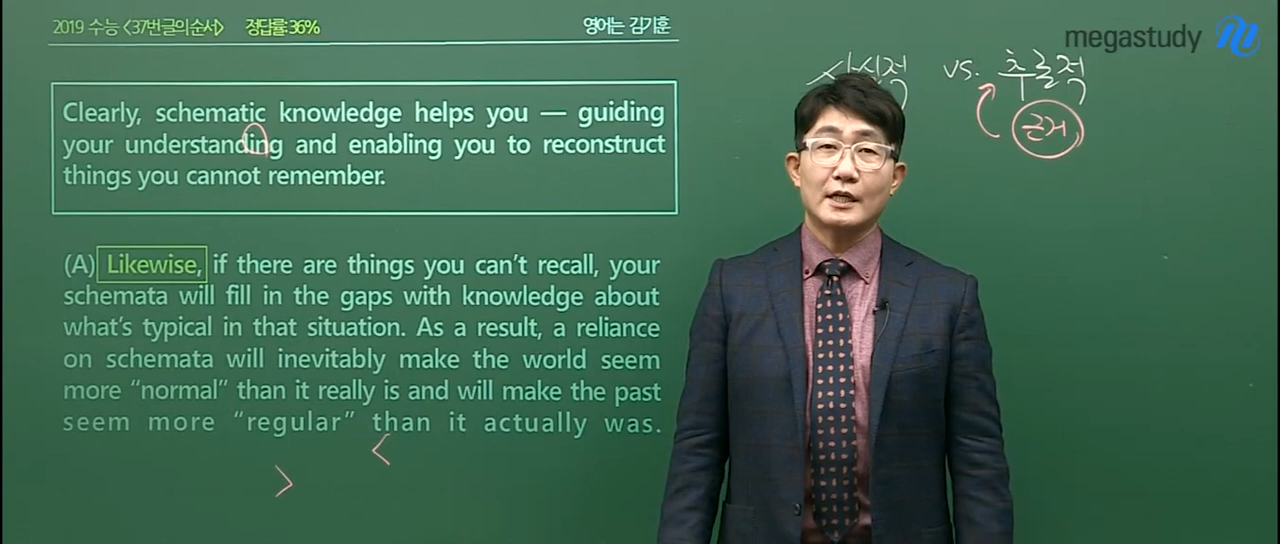 2019 수능 <37번 글의 순서> 정답률:36%
영어는 김기훈
megastudy
vs. 추론적
근거
Clearly, schematic knowledge helps you — guiding
your understanding and enabling you to reconstruct
things you cannot remember.
(A) Likewise, if there are things you can't recall, your
schemata will fill in the gaps with knowledge about
what's typical in that situation. As a result, a reliance
on schemata will inevitably make the world seem
more “normal” than it really is and will make the past
seem more “regular” than it actually was.